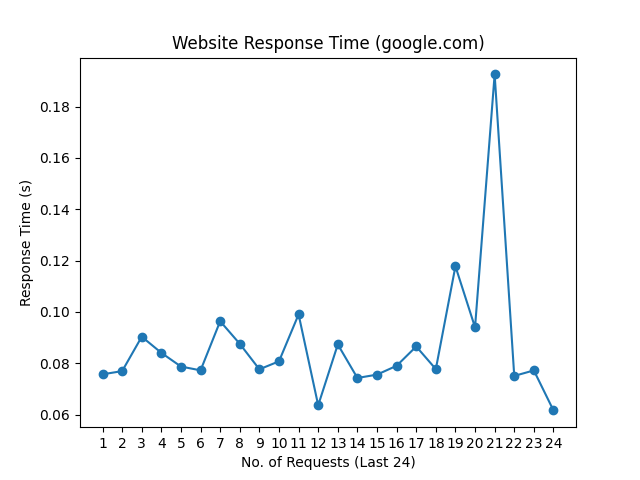 Website Response Time (google.com)
0.18
0.16
0.14
0.12
0.10
0.08
0.06
Response Time (s)
1 2 3 4 5 6 7 8 9 10 11 12 13 14 15 16 17 18 19 20 21 22 23 24
No. of Requests (Last 24)